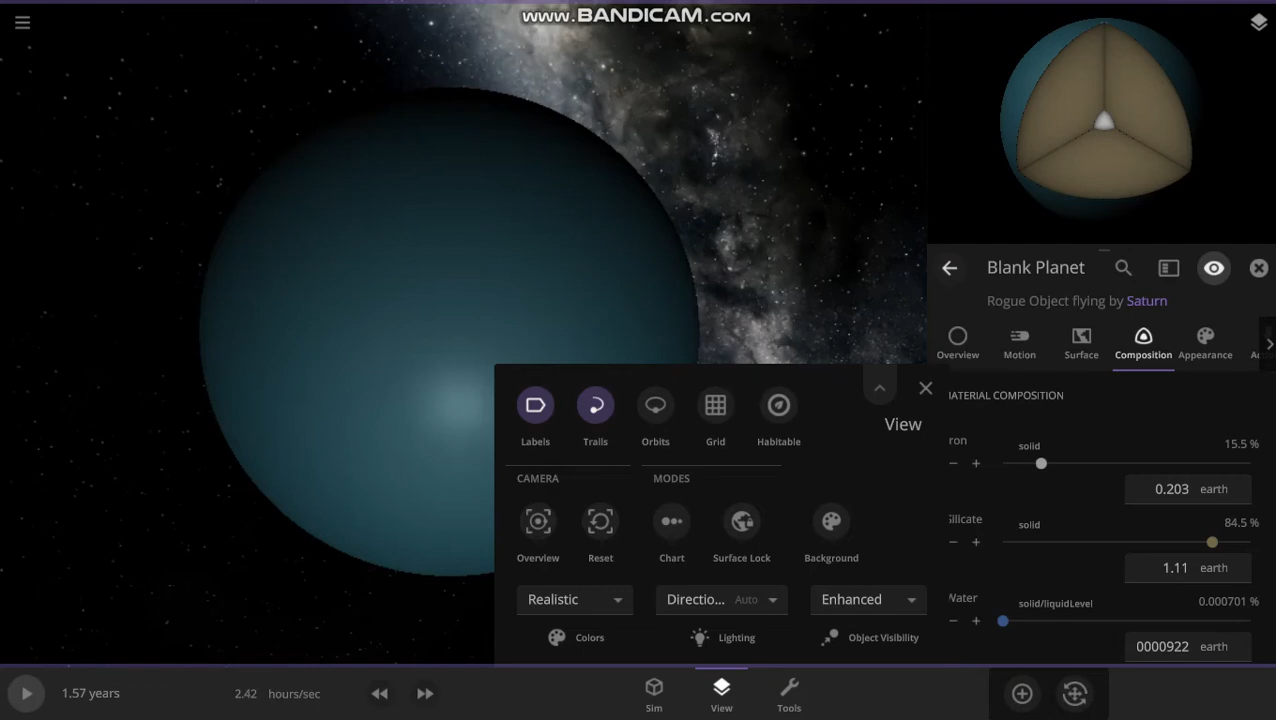 www.BANDICAM.com
Blank Planet
Rogue Object flying by Saturn
Overview
Motion
Surface
Composition
Appearance
Ac
MATERIAL COMPOSITION
ron
solid
15.5 %
0.203 earth
Silicate
solid
84.5 %
1.11 earth
Water
solid/liquidLevel
0.000701 %
0000922 earth
View
Labels
Trails
Orbits
Grid
Habitable
CAMERA
MODES
Overview
Reset
Chart
Surface Lock
Background
Realistic
Directio... Auto
Enhanced
Colors
Lighting
Object Visibility
1.57 years
2.42 hours/sec
Sim
View
Tools